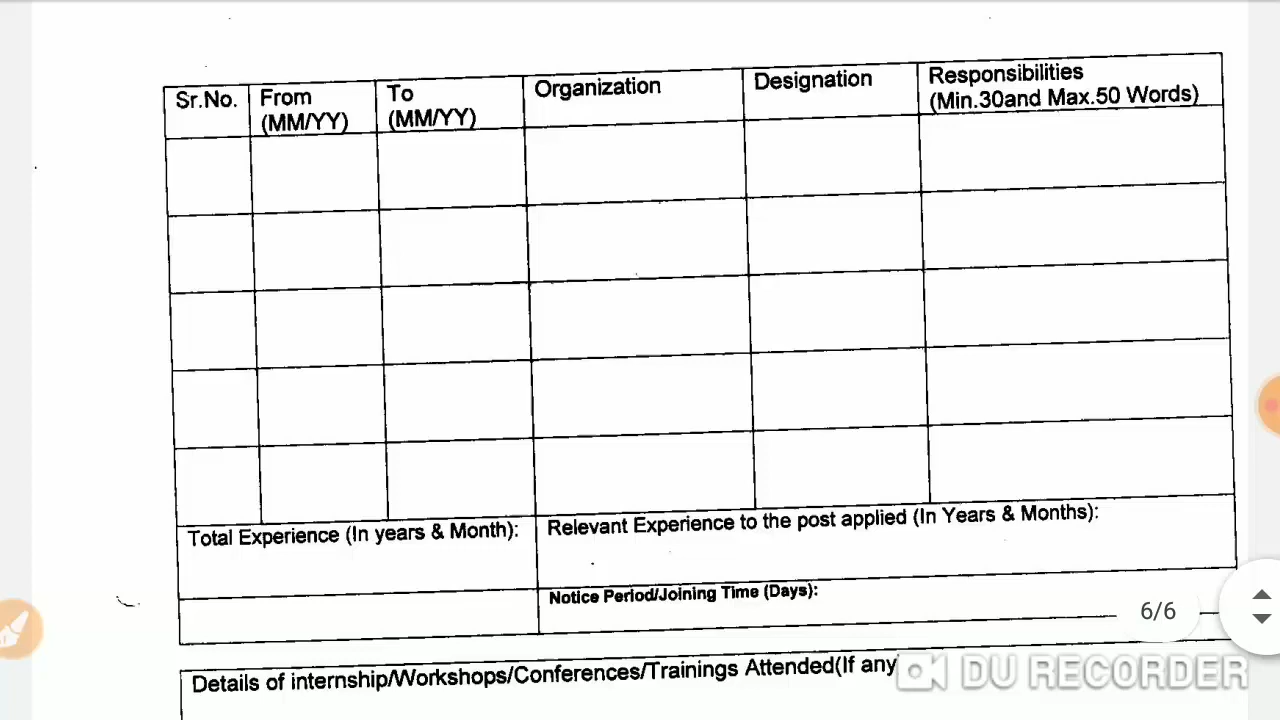 Sr.No.
From
(MM/YY)
To
(MM/YY)
Organization
Designation
Responsibilities
(Min.30and Max.50 Words)
Total Experience (In years & Month):
Relevant Experience to the post applied (In Years & Months):
Notice Period/Joining Time (Days):
6/6
Details of internship/Workshops/Conferences/Trainings Attended(If any
DU RECORDER